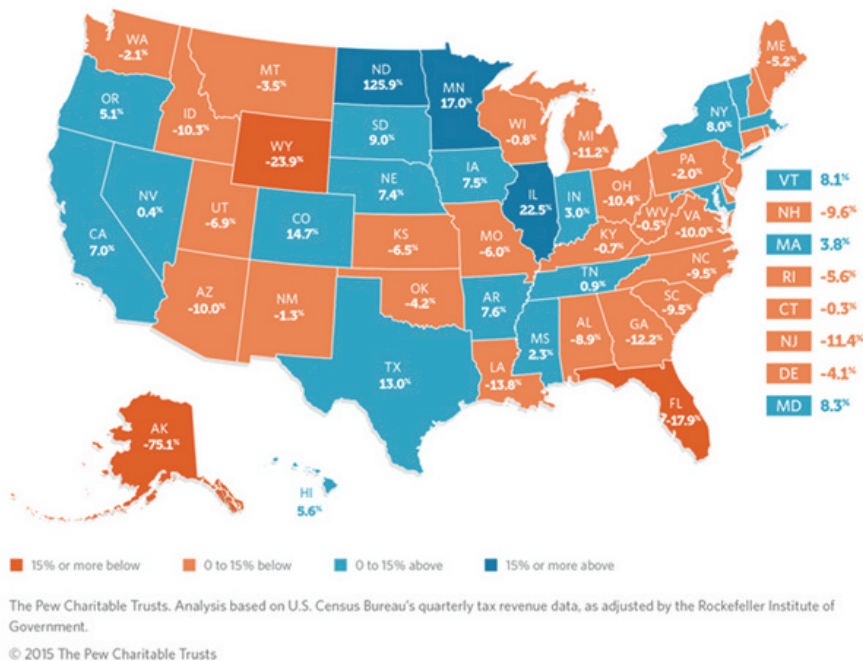 WA
-2.1%
MT
-3.5%
ND
125.9%
MN
17.0%
ME
-5.2%
OR
5.1%
ID
-10.3%
WY
-23.9%
SD
9.0%
WI
-0.8%
MI
-11.2%
NY
8.0%
NV
0.4%
UT
-6.9%
CO
14.7%
NE
7.4%
IA
7.5%
IL
22.5%
IN
3.0%
OH
-10.4%
PA
-2.0%
CA
7.0%
KS
-6.5%
MO
-6.0%
KY
-0.7%
WV
-0.5%
VA
-10.0%
AZ
-10.0%
NM
-1.3%
OK
-4.2%
AR
7.6%
TN
0.9%
NC
-9.5%
SC
-9.5%
TX
13.0%
LA
-13.8%
MS
2.3%
AL
-8.9%
GA
-12.2%
FL
-17.9%
AK
-75.1%
HI
5.6%
VT 8.1%
NH -9.6%
MA 3.8%
RI -5.6%
CT -0.3%
NJ -11.4%
DE -4.1%
MD 8.3%
15% or more below 0 to 15% below 0 to 15% above 15% or more above
The Pew Charitable Trusts. Analysis based on U.S. Census Bureau's quarterly tax revenue data, as adjusted by the Rockefeller Institute of
Government.
© 2015 The Pew Charitable Trusts